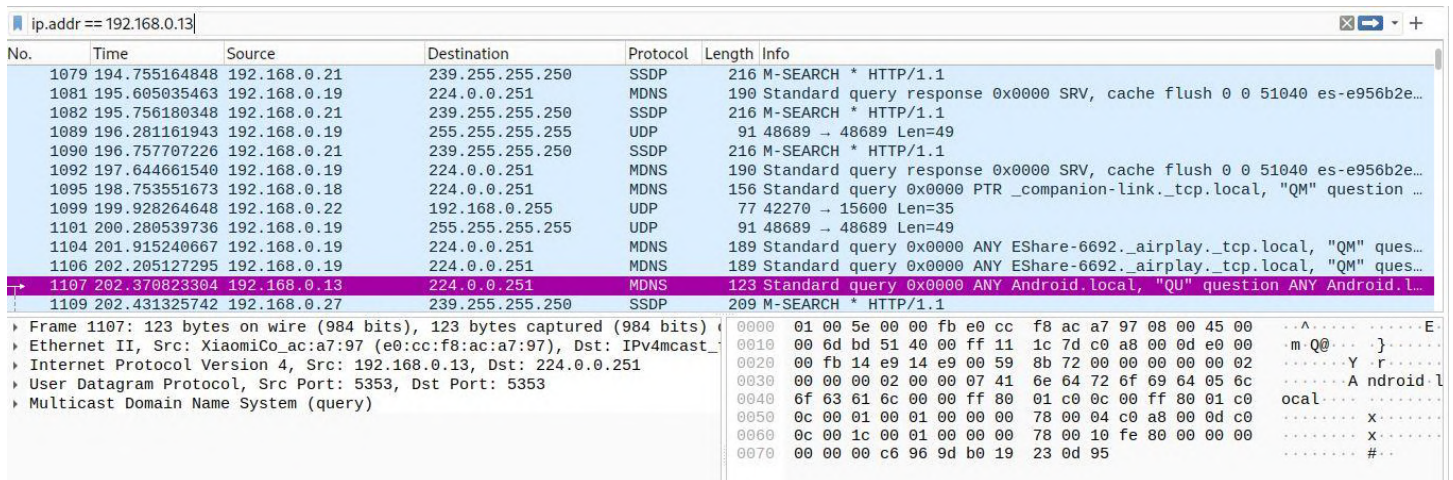 ip.addr == 192.168.0.13
No. Time Source Destination Protocol Length Info
1079 194.755164848 192.168.0.21 239.255.255.250 SSDP 216 M-SEARCH * HTTP/1.1
1081 195.605035463 192.168.0.19 224.0.0.251 MDNS 190 Standard query response 0x0000 SRV, cache flush 0 0 51040 es-e956b2e…
1082 195.756180348 192.168.0.21 239.255.255.250 SSDP 216 M-SEARCH * HTTP/1.1
1089 196.281161943 192.168.0.19 255.255.255.255 UDP 91 48689 → 48689 Len=49
1090 196.757707226 192.168.0.21 239.255.255.250 SSDP 216 M-SEARCH * HTTP/1.1
1092 197.644661540 192.168.0.19 224.0.0.251 MDNS 190 Standard query response 0x0000 SRV, cache flush 0 0 51040 es-e956b2e…
1095 198.753551673 192.168.0.18 224.0.0.251 MDNS 156 Standard query 0x0000 PTR _companion-link._tcp.local, "QM" question …
1099 199.928264648 192.168.0.22 192.168.0.255 UDP 77 42270 → 15600 Len=35
1101 200.280539736 192.168.0.19 255.255.255.255 UDP 91 48689 → 48689 Len=49
1104 201.915240667 192.168.0.19 224.0.0.251 MDNS 189 Standard query 0x0000 ANY EShare-6692._airplay._tcp.local, "QM" ques…
1106 202.205127295 192.168.0.19 224.0.0.251 MDNS 189 Standard query 0x0000 ANY EShare-6692._airplay._tcp.local, "QM" ques…
1107 202.370823304 192.168.0.13 224.0.0.251 MDNS 123 Standard query 0x0000 ANY Android.local, "QU" question ANY Android.l…
1109 202.431325742 192.168.0.27 239.255.255.250 SSDP 209 M-SEARCH * HTTP/1.1
Frame 1107: 123 bytes on wire (984 bits), 123 bytes captured (984 bits)
Ethernet II, Src: XiaomiCo_ac:a7:97 (e0:cc:f8:ac:a7:97), Dst: IPv4mcast_
Internet Protocol Version 4, Src: 192.168.0.13, Dst: 224.0.0.251
User Datagram Protocol, Src Port: 5353, Dst Port: 5353
Multicast Domain Name System (query)
0000 01 00 5e 00 00 fb e0 cc f8 ac a7 97 08 00 45 00 ··^····· ······E·
0010 00 6d bd 51 40 00 ff 11 1c 7d c0 a8 00 0d e0 00 ·m·Q@··· ·}······
0020 00 fb 14 e9 14 e9 00 59 8b 72 00 00 00 00 00 02 ·······Y ·r······
0030 00 00 00 02 00 00 07 41 6e 64 72 6f 69 64 05 6c ·······A ndroid·l
0040 6f 63 61 6c 00 00 ff 80 01 c0 0c 00 ff 80 01 c0 ocal···· ········
0050 0c 00 01 00 01 00 00 00 78 00 04 c0 a8 00 0d c0 ········ x·······
0060 0c 00 1c 00 01 00 00 00 78 00 10 fe 80 00 00 00 ········ x·······
0070 00 00 00 c6 96 9d b0 19 23 0d 95 ········ #··